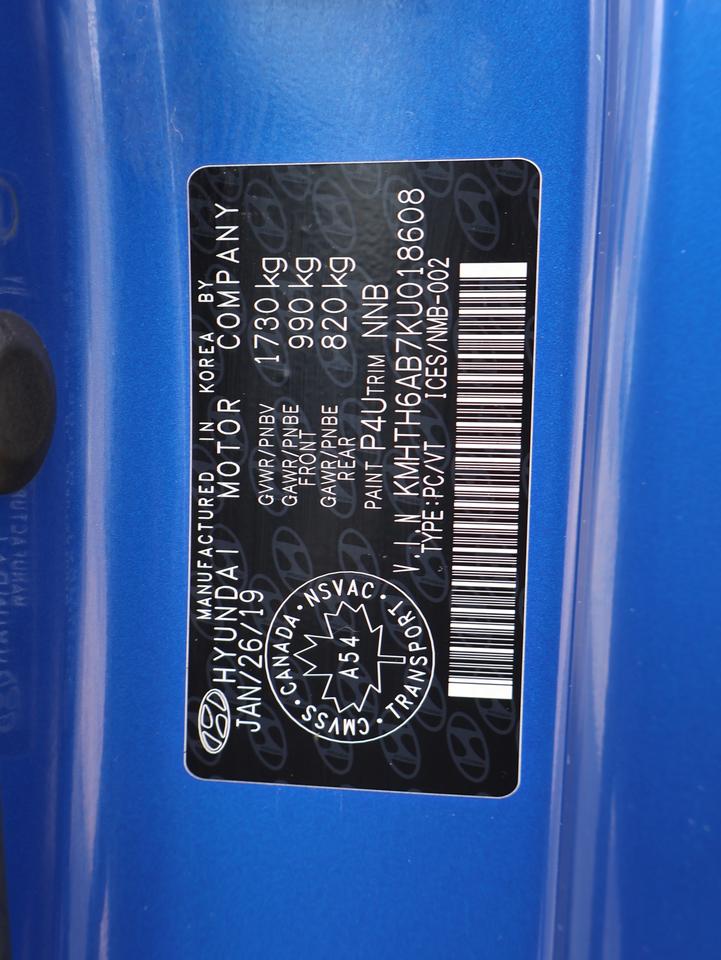 MANUFACTURED IN KOREA BY
HYUNDAI MOTOR COMPANY
JAN/26/19
GVWR/PNBV 1730 kg
GAWR/PNBE FRONT 990 kg
GAWR/PNBE REAR 820 kg
PAINT P4U TRIM NNB
V.I.N KMHTH6AB7KU018608
TYPE:PC/VT ICES/NMB-002
CANADA · NSVAC · TRANSPORT · CMVSS ·
A54